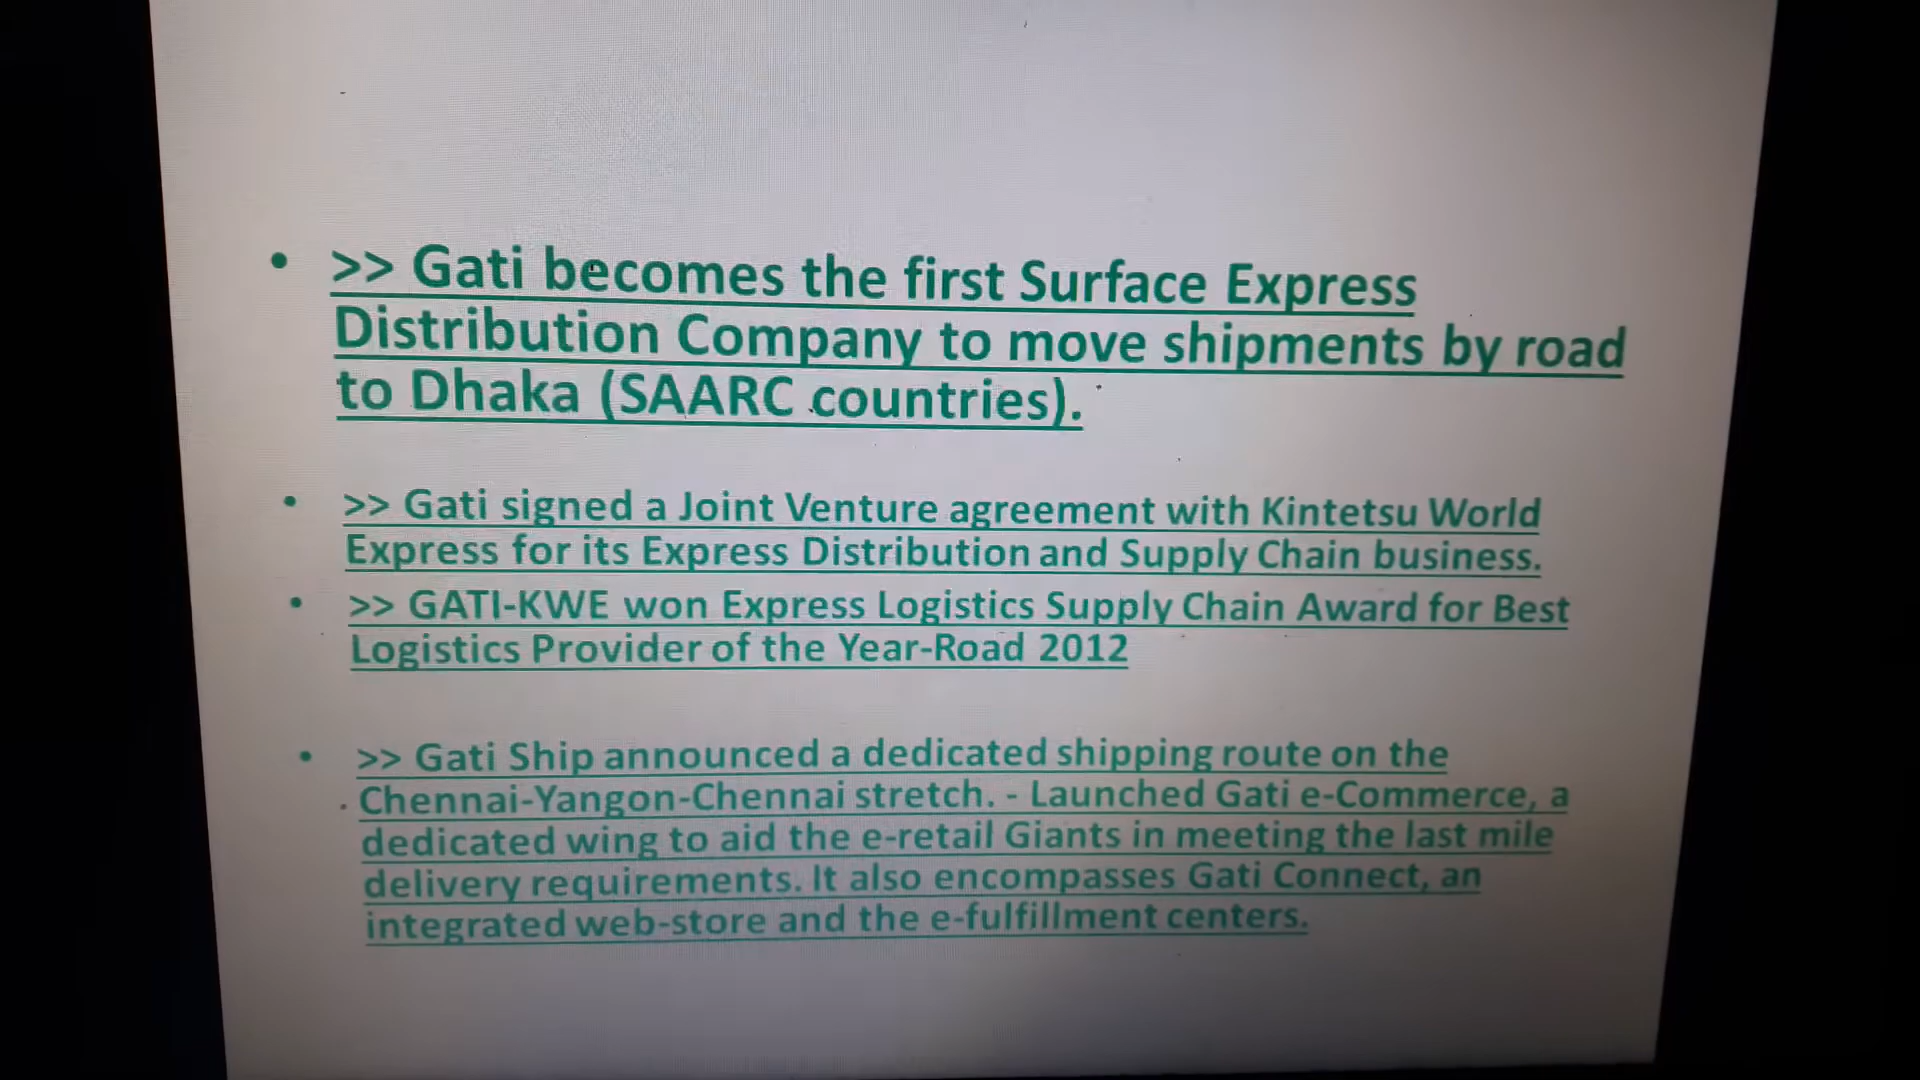 • >> Gati becomes the first Surface Express
Distribution Company to move shipments by road
to Dhaka (SAARC countries).
• >> Gati signed a Joint Venture agreement with Kintetsu World
Express for its Express Distribution and Supply Chain business.
• >> GATI-KWE won Express Logistics Supply Chain Award for Best
Logistics Provider of the Year-Road 2012
• >> Gati Ship announced a dedicated shipping route on the
Chennai-Yangon-Chennai stretch. - Launched Gati e-Commerce, a
dedicated wing to aid the e-retail Giants in meeting the last mile
delivery requirements. It also encompasses Gati Connect, an
integrated web-store and the e-fulfillment centers.